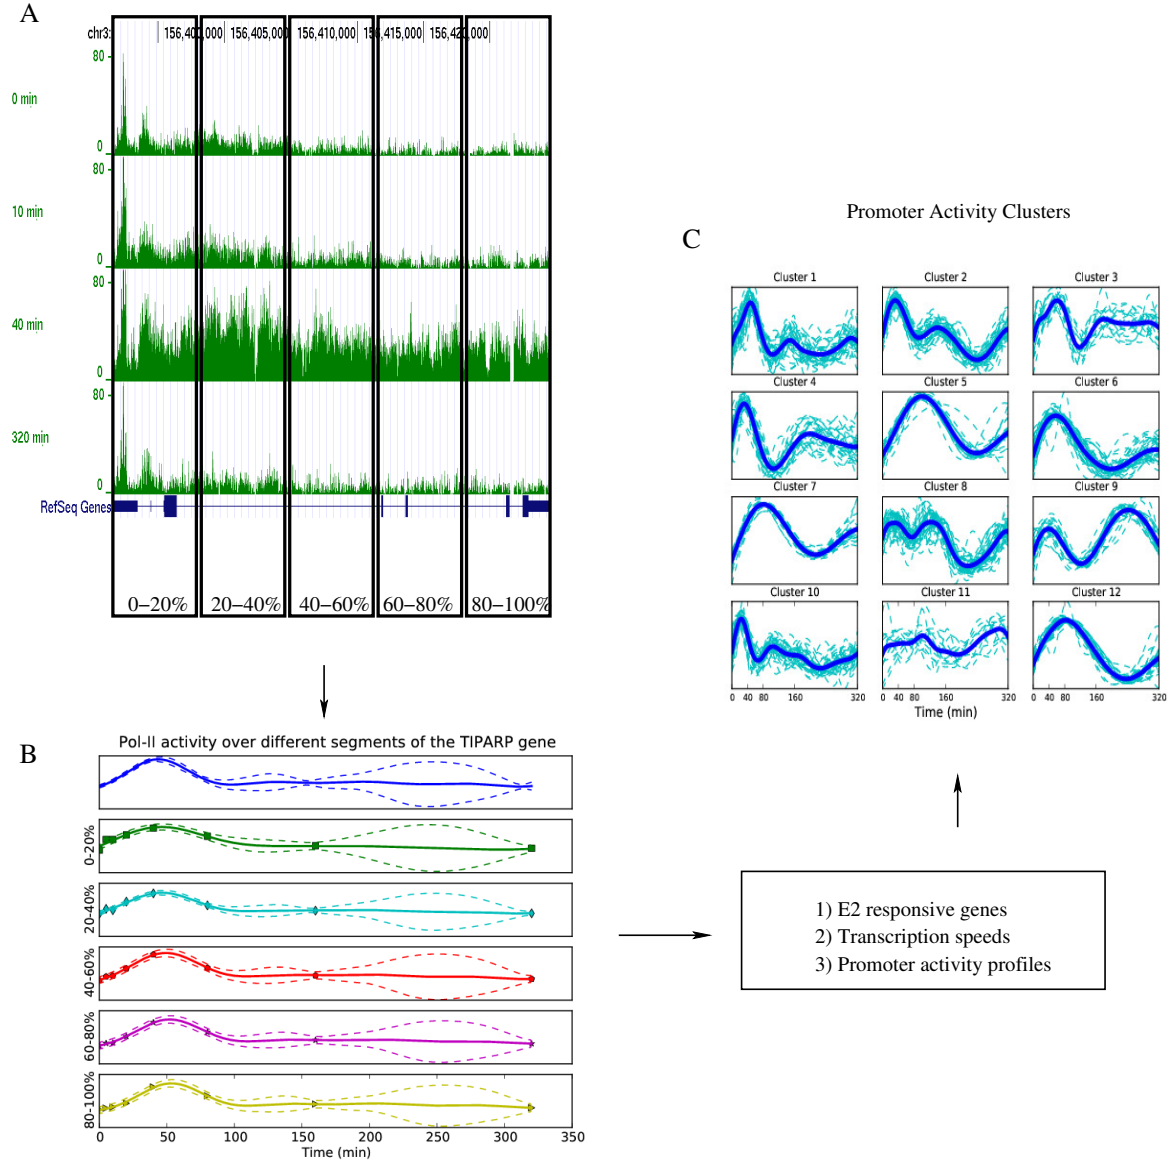 A
chr3:
156,400,000
156,405,000
156,410,000
156,415,000
156,420,000
80
0 min
0
80
10 min
0
80
40 min
0
80
320 min
0
RefSeq Genes
0–20%
20–40%
40–60%
60–80%
80–100%
B
Pol-II activity over different segments of the TIPARP gene
0-20%
20-40%
40-60%
60-80%
80-100%
0 50 100 150 200 250 300 350
Time (min)
1) E2 responsive genes
2) Transcription speeds
3) Promoter activity profiles
Promoter Activity Clusters
C
Cluster 1 Cluster 2 Cluster 3
Cluster 4 Cluster 5 Cluster 6
Cluster 7 Cluster 8 Cluster 9
Cluster 10 Cluster 11 Cluster 12
0 40 80 160 320 0 40 80 160 320 0 40 80 160 320
Time (min)